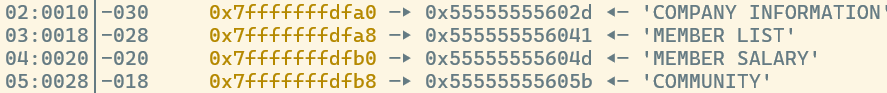 02:0010│-030 0x7fffffffdfa0 —▸ 0x55555555602d ◂— 'COMPANY INFORMATION'
03:0018│-028 0x7fffffffdfa8 —▸ 0x555555556041 ◂— 'MEMBER LIST'
04:0020│-020 0x7fffffffdfb0 —▸ 0x55555555604d ◂— 'MEMBER SALARY'
05:0028│-018 0x7fffffffdfb8 —▸ 0x55555555605b ◂— 'COMMUNITY'